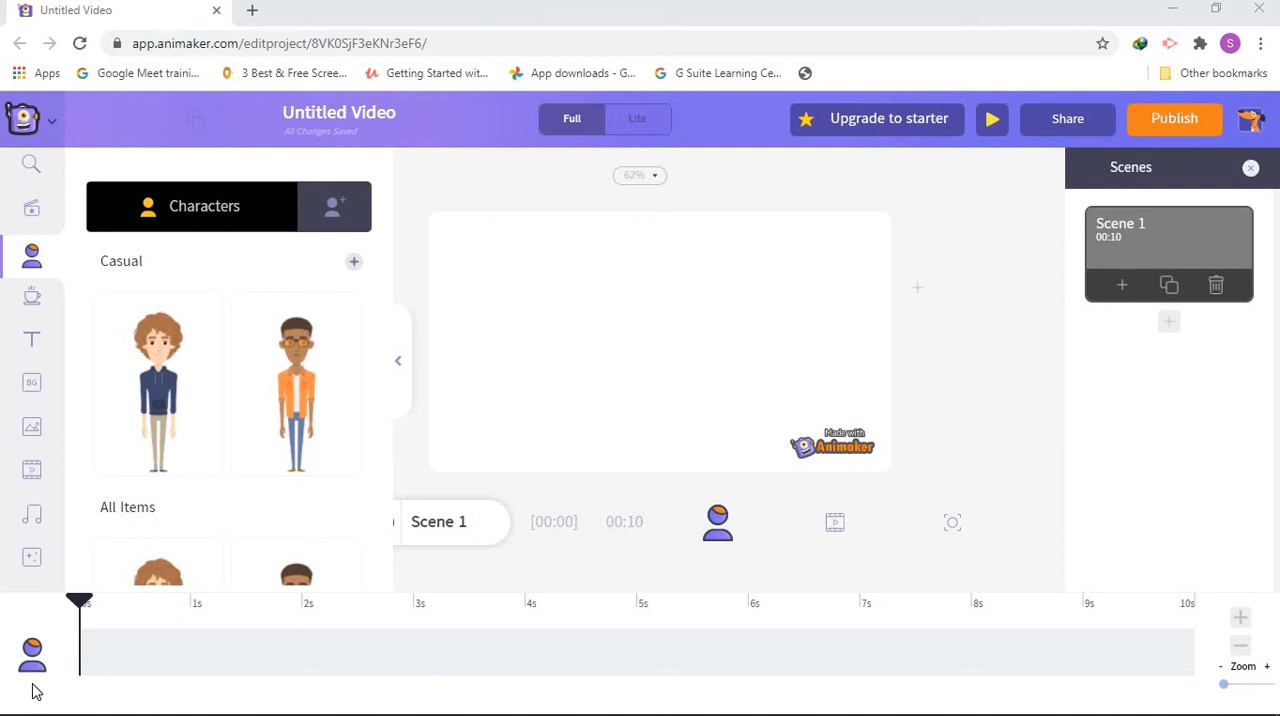 Untitled Video
app.animaker.com/editproject/8VK0SjF3eKNr3eF6/
S
Apps
Google Meet traini...
3 Best & Free Scree...
Getting Started wit...
App downloads - G...
G Suite Learning Ce...
Other bookmarks
Untitled Video
All Changes Saved
Full
Lite
Upgrade to starter
Share
Publish
Characters
62%
Scenes
Scene 1
00:10
Casual
T
BG
Made with
Animaker
All Items
Scene 1
[00:00]
00:10
0s
1s
2s
3s
4s
5s
6s
7s
8s
9s
10s
- Zoom +